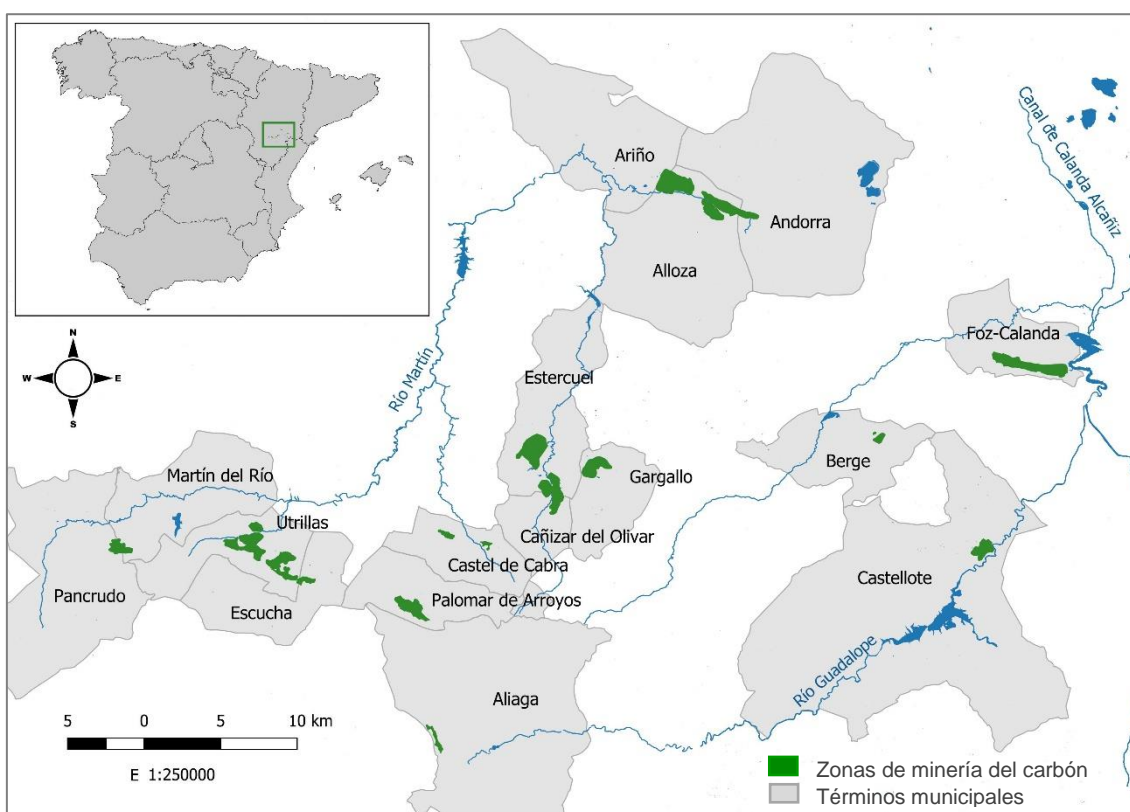 Canal de Calanda Alcañiz
Ariño
Andorra
Alloza
N
W E
S
Río Martín
Foz-Calanda
Estercuel
Martín del Río
Utrillas
Gargallo
Berge
Cañizar del Olivar
Castel de Cabra
Castellote
Pancrudo
Escucha
Palomar de Arroyos
Río Guadalope
Aliaga
5 0 5 10 km
E 1:250000
Zonas de minería del carbón
Términos municipales